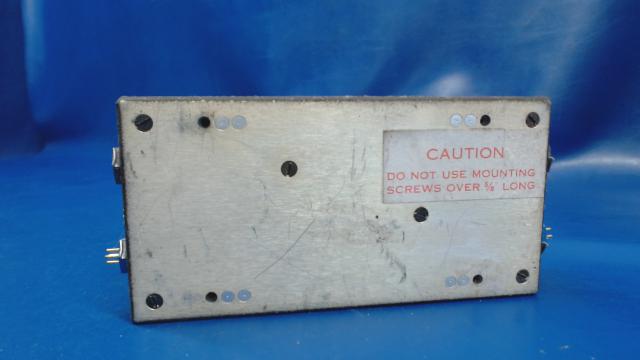 CAUTION
DO NOT USE MOUNTING
SCREWS OVER ⅝" LONG